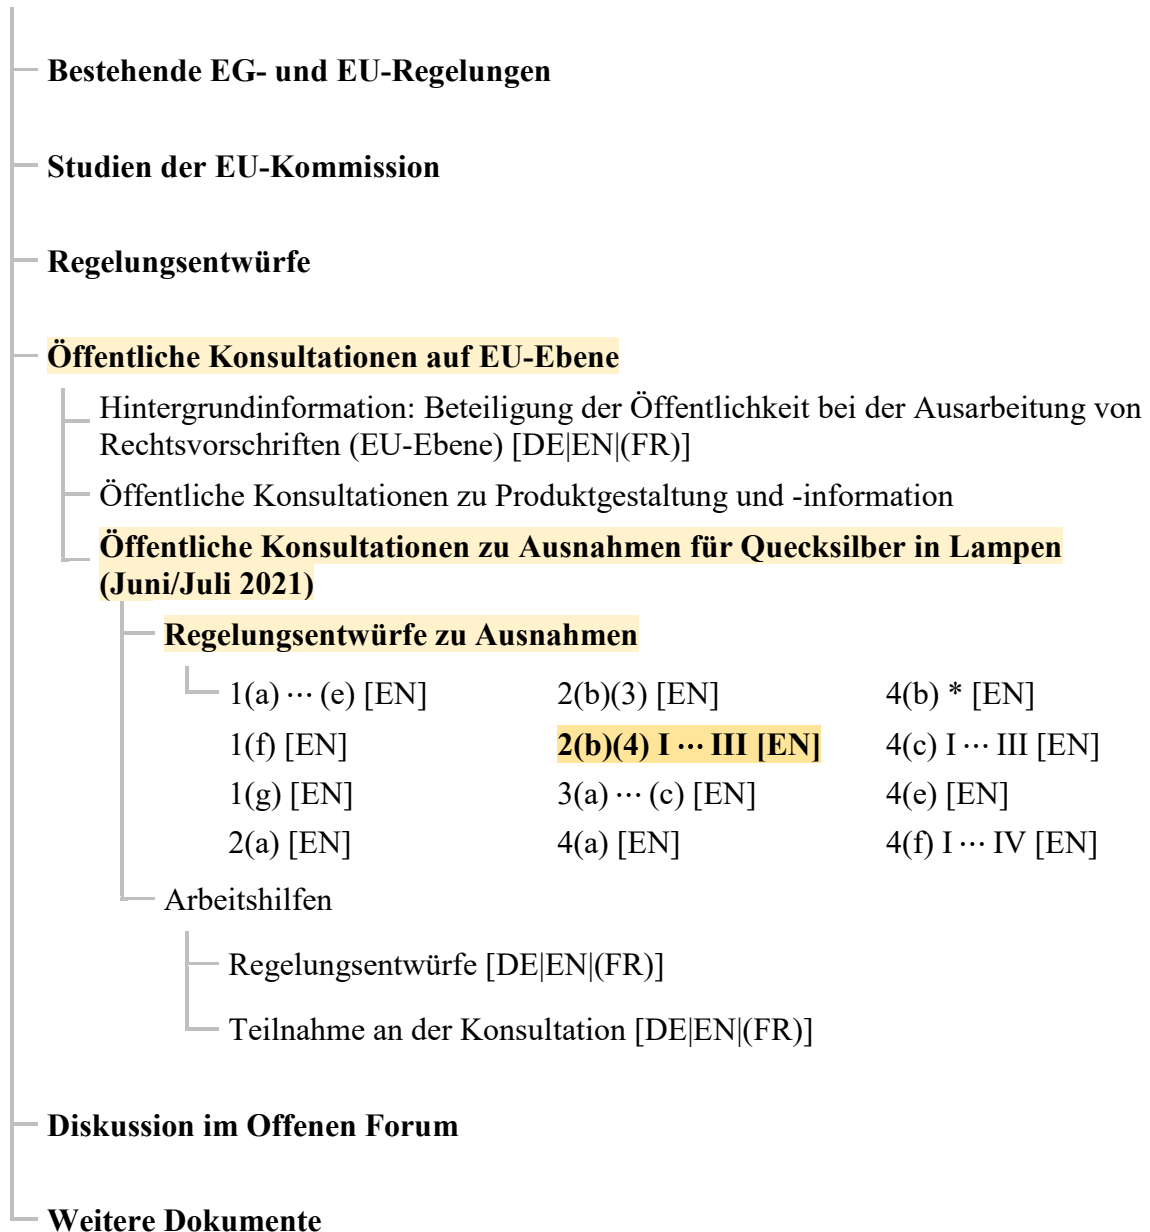 Bestehende EG- und EU-Regelungen
Studien der EU-Kommission
Regelungsentwürfe
Öffentliche Konsultationen auf EU-Ebene
Hintergrundinformation: Beteiligung der Öffentlichkeit bei der Ausarbeitung von
Rechtsvorschriften (EU-Ebene) [DE|EN|(FR)]
Öffentliche Konsultationen zu Produktgestaltung und -information
Öffentliche Konsultationen zu Ausnahmen für Quecksilber in Lampen
(Juni/Juli 2021)
Regelungsentwürfe zu Ausnahmen
1(a) ··· (e) [EN] 2(b)(3) [EN] 4(b) * [EN]
1(f) [EN] 2(b)(4) I ··· III [EN] 4(c) I ··· III [EN]
1(g) [EN] 3(a) ··· (c) [EN] 4(e) [EN]
2(a) [EN] 4(a) [EN] 4(f) I ··· IV [EN]
Arbeitshilfen
Regelungsentwürfe [DE|EN|(FR)]
Teilnahme an der Konsultation [DE|EN|(FR)]
Diskussion im Offenen Forum
Weitere Dokumente